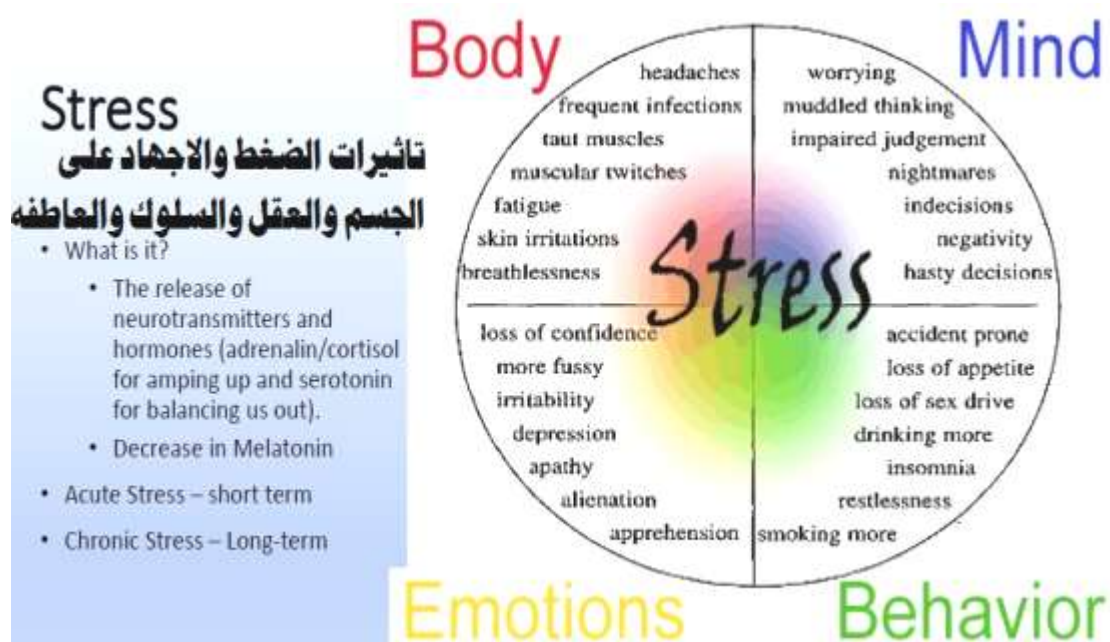 Stress
تاثيرات الضغط والاجهاد على
الجسم والعقل والسلوك والعاطفه
• What is it?
• The release of
neurotransmitters and
hormones (adrenalin/cortisol
for amping up and serotonin
for balancing us out).
• Decrease in Melatonin
• Acute Stress – short term
• Chronic Stress – Long-term
Body
headaches
frequent infections
taut muscles
muscular twitches
fatigue
skin irritations
breathlessness
Mind
worrying
muddled thinking
impaired judgement
nightmares
indecisions
negativity
hasty decisions
Stress
loss of confidence
more fussy
irritability
depression
apathy
alienation
apprehension
Emotions
accident prone
loss of appetite
loss of sex drive
drinking more
insomnia
restlessness
smoking more
Behavior